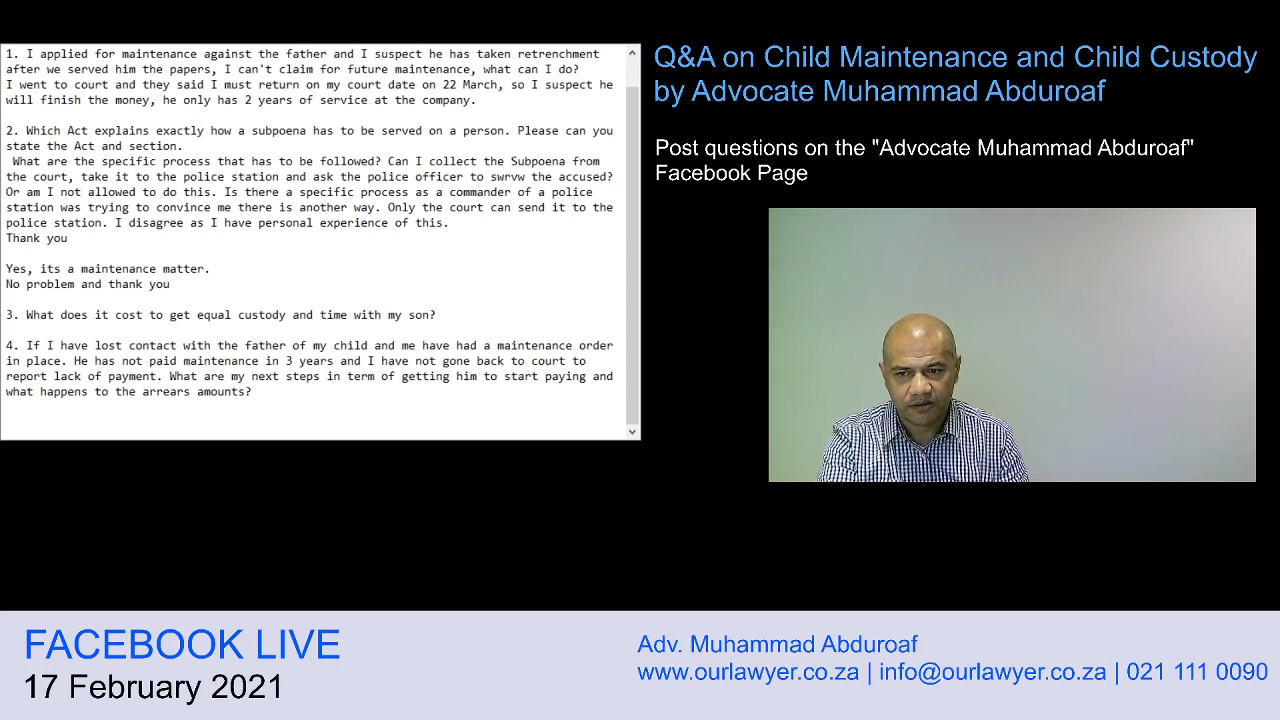 1. I applied for maintenance against the father and I suspect he has taken retrenchment
after we served him the papers, I can't claim for future maintenance, what can I do?
I went to court and they said I must return on my court date on 22 March, so I suspect he
will finish the money, he only has 2 years of service at the company.
2. Which Act explains exactly how a subpoena has to be served on a person. Please can you
state the Act and section.
What are the specific process that has to be followed? Can I collect the Subpoena from
the court, take it to the police station and ask the police officer to swrvw the accused?
Or am I not allowed to do this. Is there a specific process as a commander of a police
station was trying to convince me there is another way. Only the court can send it to the
police station. I disagree as I have personal experience of this.
Thank you
Yes, its a maintenance matter.
No problem and thank you
3. What does it cost to get equal custody and time with my son?
4. If I have lost contact with the father of my child and me have had a maintenance order
in place. He has not paid maintenance in 3 years and I have not gone back to court to
report lack of payment. What are my next steps in term of getting him to start paying and
what happens to the arrears amounts?
Q&A on Child Maintenance and Child Custody
by Advocate Muhammad Abduroaf
Post questions on the "Advocate Muhammad Abduroaf"
Facebook Page
FACEBOOK LIVE
17 February 2021
Adv. Muhammad Abduroaf
www.ourlawyer.co.za | info@ourlawyer.co.za | 021 111 0090